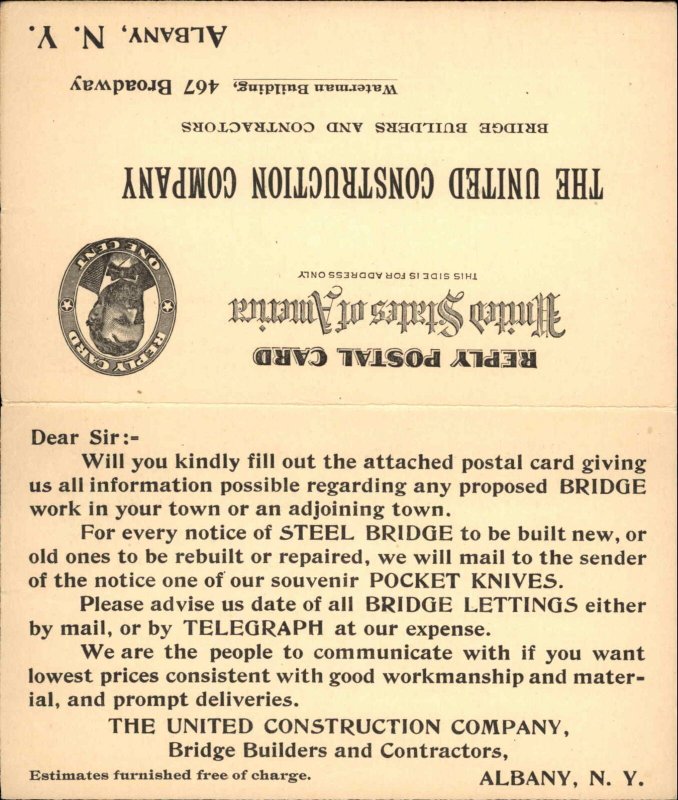 REPLY POSTAL CARD
United States of America
THIS SIDE IS FOR ADDRESS ONLY
REPLY CARD
ONE CENT
THE UNITED CONSTRUCTION COMPANY
BRIDGE BUILDERS AND CONTRACTORS
Waterman Building, 467 Broadway
ALBANY, N. Y.
Dear Sir:-
Will you kindly fill out the attached postal card giving
us all information possible regarding any proposed BRIDGE
work in your town or an adjoining town.
For every notice of STEEL BRIDGE to be built new, or
old ones to be rebuilt or repaired, we will mail to the sender
of the notice one of our souvenir POCKET KNIVES.
Please advise us date of all BRIDGE LETTINGS either
by mail, or by TELEGRAPH at our expense.
We are the people to communicate with if you want
lowest prices consistent with good workmanship and mater-
ial, and prompt deliveries.
THE UNITED CONSTRUCTION COMPANY,
Bridge Builders and Contractors,
Estimates furnished free of charge. ALBANY, N. Y.